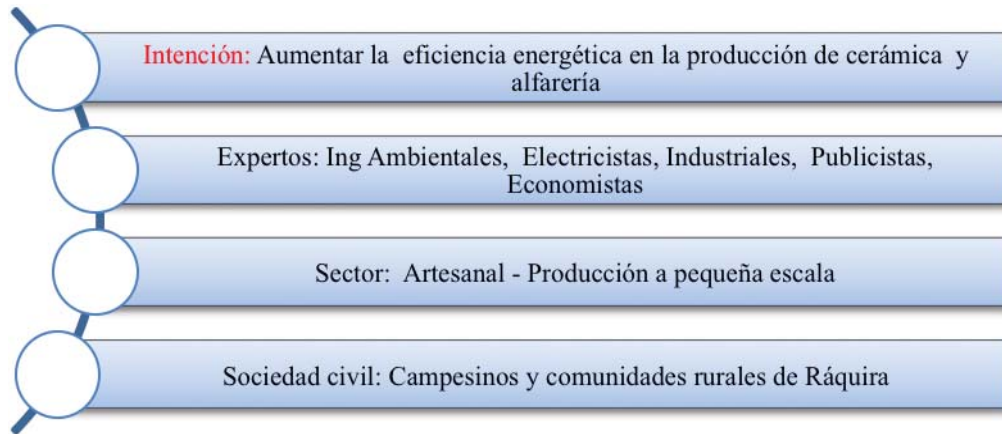 Intención: Aumentar la eficiencia energética en la producción de cerámica y
alfarería
Expertos: Ing Ambientales, Electricistas, Industriales, Publicistas,
Economistas
Sector: Artesanal - Producción a pequeña escala
Sociedad civil: Campesinos y comunidades rurales de Ráquira